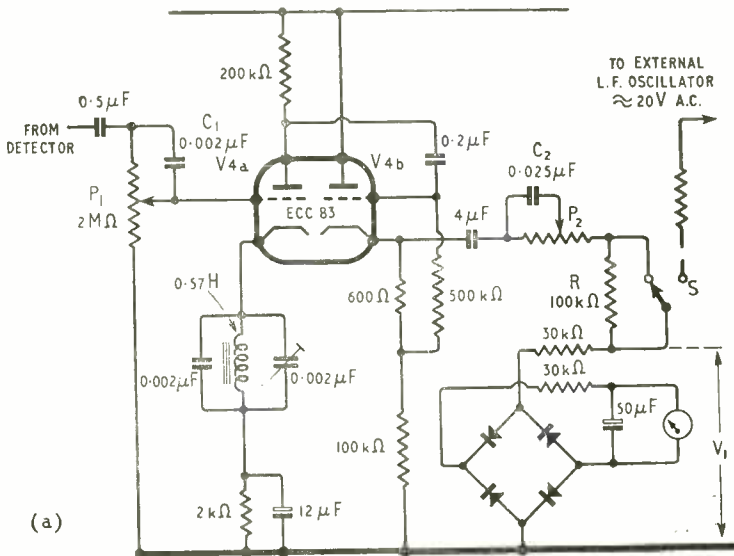 200kΩ
TO EXTERNAL
L.F. OSCILLATOR
≈ 20V A.C.
0·5μF
FROM
DETECTOR
C₁
0·002μF
V4a
V4b
0·2μF
C₂
0·025μF
P₁
2MΩ
ECC 83
4μF
P₂
S
0·57H
600Ω
500kΩ
R
100kΩ
30kΩ
30kΩ
0·002μF
0·002μF
50μF
V₁
100kΩ
(a)
2kΩ
12μF